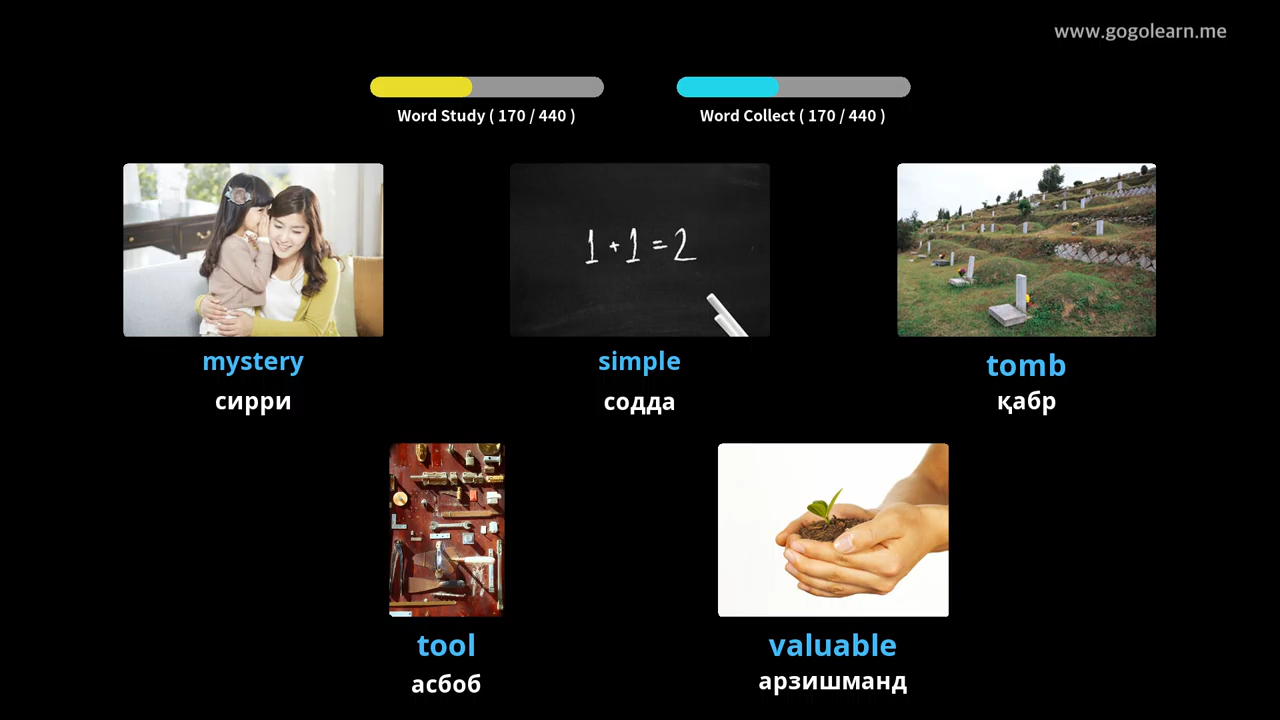 www.gogolearn.me
Word Study ( 170 / 440 )
Word Collect ( 170 / 440 )
1 + 1 = 2
mystery
сирри
simple
содда
tomb
қабр
tool
асбоб
valuable
арзишманд